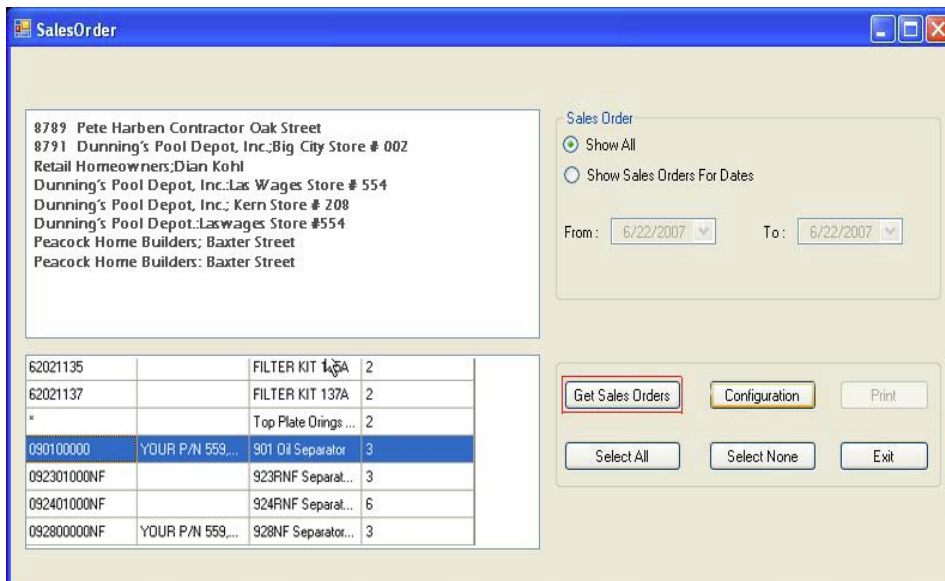 SalesOrder
8789 Pete Harben Contractor Oak Street
8791 Dunning's Pool Depot, Inc.;Big City Store # 002
Retail Homeowners;Dian Kohl
Dunning's Pool Depot, Inc.:Las Wages Store # 554
Dunning's Pool Depot, Inc.; Kern Store # 208
Dunning's Pool Depot.:Laswages Store #554
Peacock Home Builders; Baxter Street
Peacock Home Builders: Baxter Street
Sales Order
Show All
Show Sales Orders For Dates
From : 6/22/2007 To : 6/22/2007
62021135 FILTER KIT 2
62021137 FILTER KIT 137A 2
* Top Plate Orings ... 2
090100000 YOUR P/N 559,... 901 Oil Separator 3
092301000NF 923RNF Separat... 3
092401000NF 924RNF Separat... 6
092800000NF YOUR P/N 559,... 928NF Separator... 3
Get Sales Orders Configuration Print
Select All Select None Exit